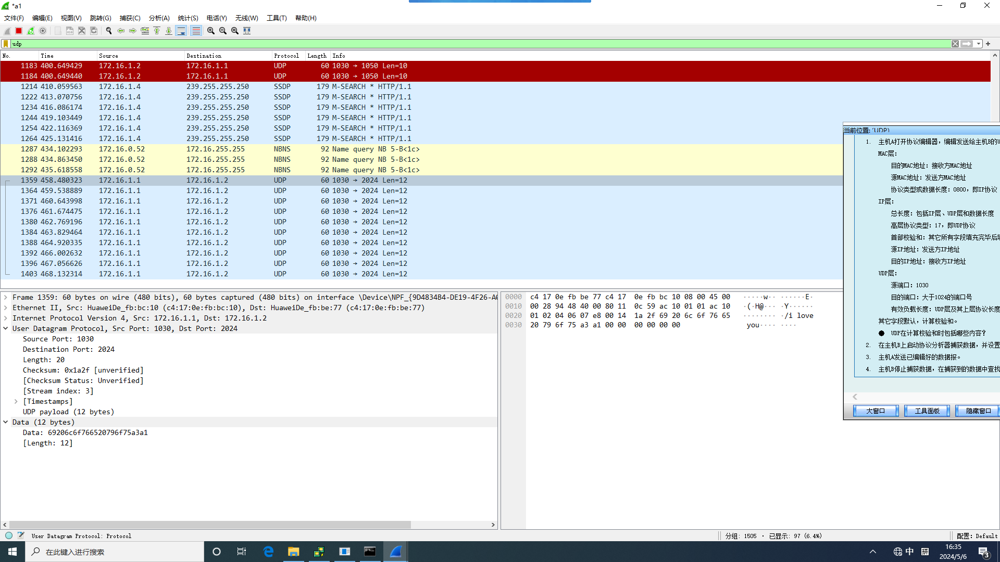 *a1
文件(F) 编辑(E) 视图(V) 跳转(G) 捕获(C) 分析(A) 统计(S) 电话(Y) 无线(W) 工具(T) 帮助(H)
udp
No. Time Source Destination Protocol Length Info
1183 400.649429 172.16.1.2 172.16.1.1 UDP 60 1030 → 1050 Len=10
1184 400.649440 172.16.1.2 172.16.1.1 UDP 60 1030 → 1050 Len=10
1214 410.059563 172.16.1.4 239.255.255.250 SSDP 179 M-SEARCH * HTTP/1.1
1222 413.070756 172.16.1.4 239.255.255.250 SSDP 179 M-SEARCH * HTTP/1.1
1234 416.086174 172.16.1.4 239.255.255.250 SSDP 179 M-SEARCH * HTTP/1.1
1244 419.103449 172.16.1.4 239.255.255.250 SSDP 179 M-SEARCH * HTTP/1.1
1254 422.116369 172.16.1.4 239.255.255.250 SSDP 179 M-SEARCH * HTTP/1.1
1264 425.131416 172.16.1.4 239.255.255.250 SSDP 179 M-SEARCH * HTTP/1.1
1287 434.102293 172.16.0.52 172.16.255.255 NBNS 92 Name query NB 5-B<1c>
1288 434.863450 172.16.0.52 172.16.255.255 NBNS 92 Name query NB 5-B<1c>
1292 435.618558 172.16.0.52 172.16.255.255 NBNS 92 Name query NB 5-B<1c>
1359 458.480323 172.16.1.1 172.16.1.2 UDP 60 1030 → 2024 Len=12
1364 459.538889 172.16.1.1 172.16.1.2 UDP 60 1030 → 2024 Len=12
1371 460.643998 172.16.1.1 172.16.1.2 UDP 60 1030 → 2024 Len=12
1376 461.674475 172.16.1.1 172.16.1.2 UDP 60 1030 → 2024 Len=12
1380 462.769196 172.16.1.1 172.16.1.2 UDP 60 1030 → 2024 Len=12
1384 463.829464 172.16.1.1 172.16.1.2 UDP 60 1030 → 2024 Len=12
1388 464.920335 172.16.1.1 172.16.1.2 UDP 60 1030 → 2024 Len=12
1392 466.002632 172.16.1.1 172.16.1.2 UDP 60 1030 → 2024 Len=12
1396 467.056626 172.16.1.1 172.16.1.2 UDP 60 1030 → 2024 Len=12
1403 468.132314 172.16.1.1 172.16.1.2 UDP 60 1030 → 2024 Len=12
Frame 1359: 60 bytes on wire (480 bits), 60 bytes captured (480 bits) on interface \Device\NPF_{9D4834B4-DE19-4F26-A0
Ethernet II, Src: HuaweiDe_fb:bc:10 (c4:17:0e:fb:bc:10), Dst: HuaweiDe_fb:be:77 (c4:17:0e:fb:be:77)
Internet Protocol Version 4, Src: 172.16.1.1, Dst: 172.16.1.2
User Datagram Protocol, Src Port: 1030, Dst Port: 2024
Source Port: 1030
Destination Port: 2024
Length: 20
Checksum: 0x1a2f [unverified]
[Checksum Status: Unverified]
[Stream index: 3]
[Timestamps]
UDP payload (12 bytes)
Data (12 bytes)
Data: 69206c6f766520796f75a3a1
[Length: 12]
0000 c4 17 0e fb be 77 c4 17 0e fb bc 10 08 00 45 00 ·····w·· ······E·
0010 00 28 94 48 40 00 80 11 0c 59 ac 10 01 01 ac 10 ·(·H@··· ·Y······
0020 01 02 04 06 07 e8 00 14 1a 2f 69 20 6c 6f 76 65 ········ ·/i love
0030 20 79 6f 75 a3 a1 00 00 00 00 00 00 you···· ····
当前位置: (UDP)
1. 主机A打开协议编辑器，编辑发送给主机B的U
MAC层：
目的MAC地址：接收方MAC地址
源MAC地址：发送方MAC地址
协议类型或数据长度：0800，即IP协议
IP层：
总长度：包括IP层、UDP层和数据长度
高层协议类型：17，即UDP协议
首部校验和：其它所有字段填充完毕后填
源IP地址：发送方IP地址
目的IP地址：接收方IP地址
UDP层：
源端口：1030
目的端口：大于1024的端口号
有效负载长度：UDP层及其上层协议长度
其它字段默认，计算校验和。
● UDP在计算校验和时包括哪些内容？
2. 在主机B上启动协议分析器捕获数据，并设置
3. 主机A发送已编辑好的数据报。
4. 主机B停止捕获数据，在捕获到的数据中查找
大窗口 工具面板 隐藏窗口
User Datagram Protocol: Protocol
分组: 1505 · 已显示: 97 (6.4%)
配置: Default
在此键入进行搜索
中
拼
16:35
2024/5/6
3